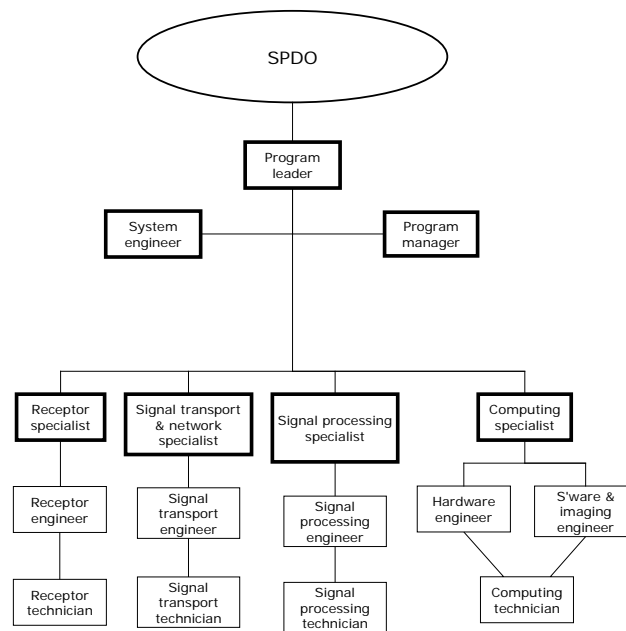 SPDO
Program
leader
System
engineer
Program
manager
Receptor
specialist
Signal transport
& network
specialist
Signal processing
specialist
Computing
specialist
Receptor
engineer
Signal
transport
engineer
Signal
processing
engineer
Hardware
engineer
S'ware &
imaging
engineer
Receptor
technician
Signal
transport
technician
Signal
processing
technician
Computing
technician